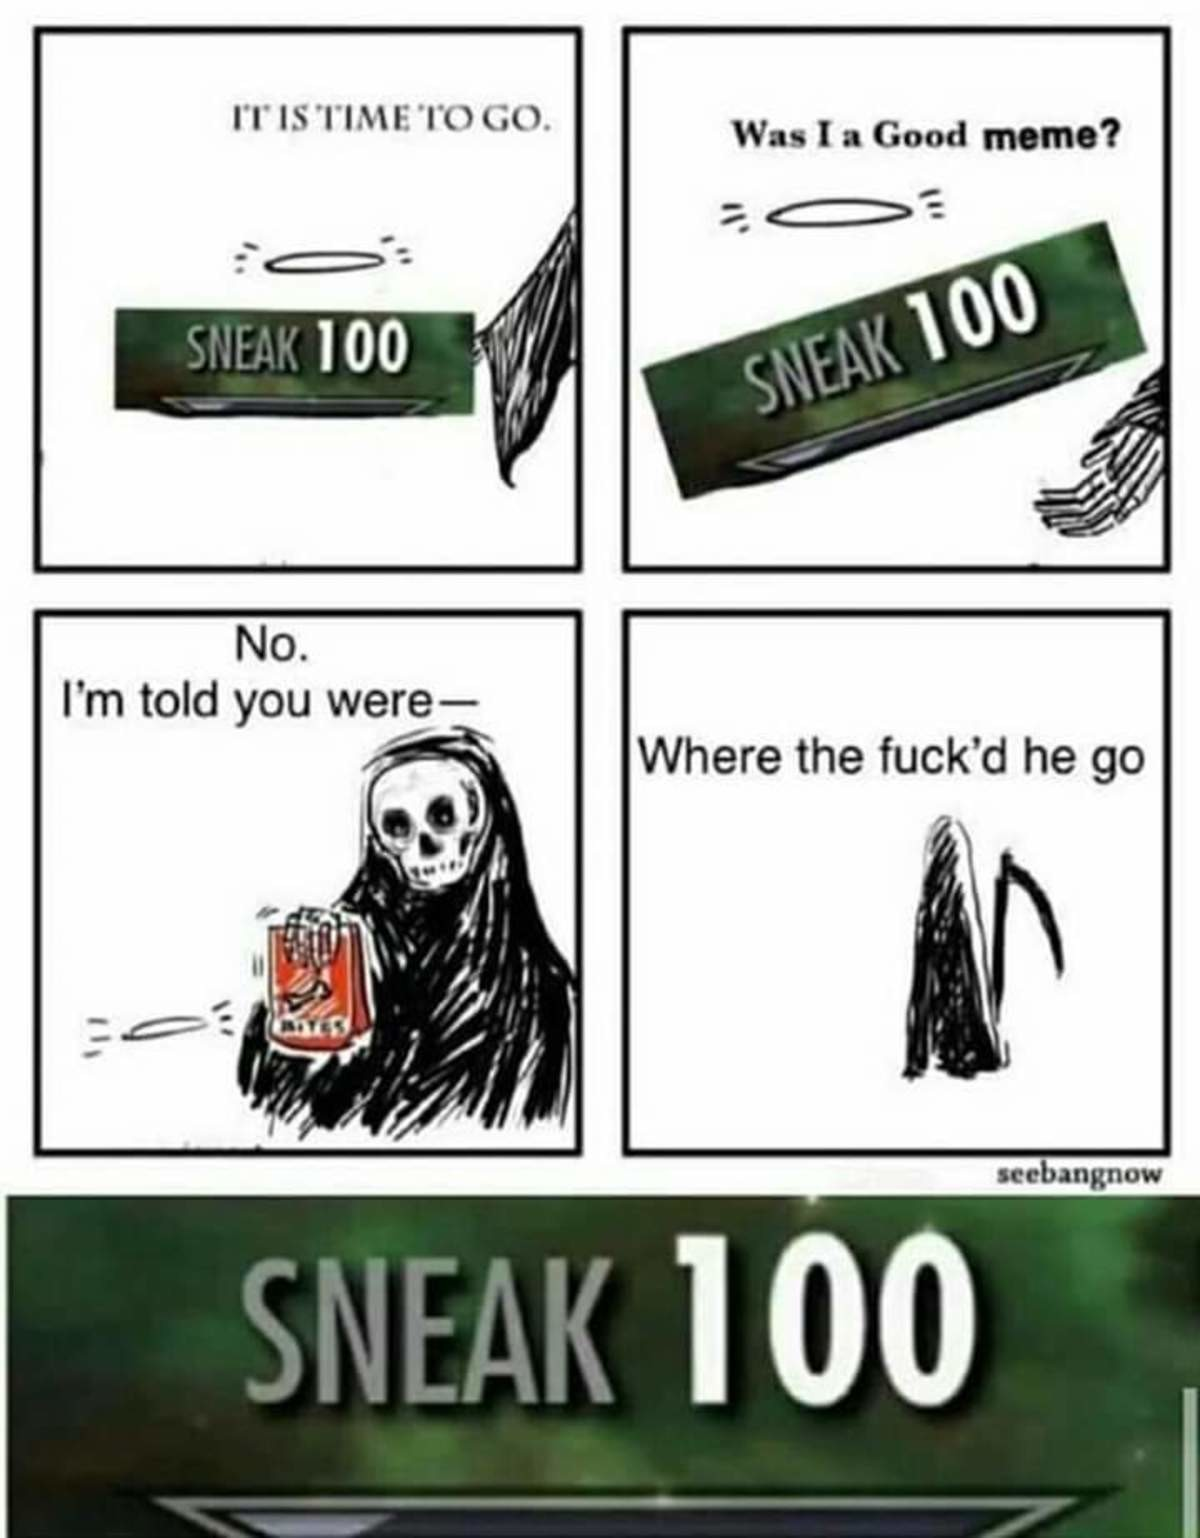 IT IS TIME TO GO.
SNEAK 100
Was I a Good meme?
SNEAK 100
No.
I'm told you were—
BITES
Where the fuck'd he go
seebangnow
SNEAK 100